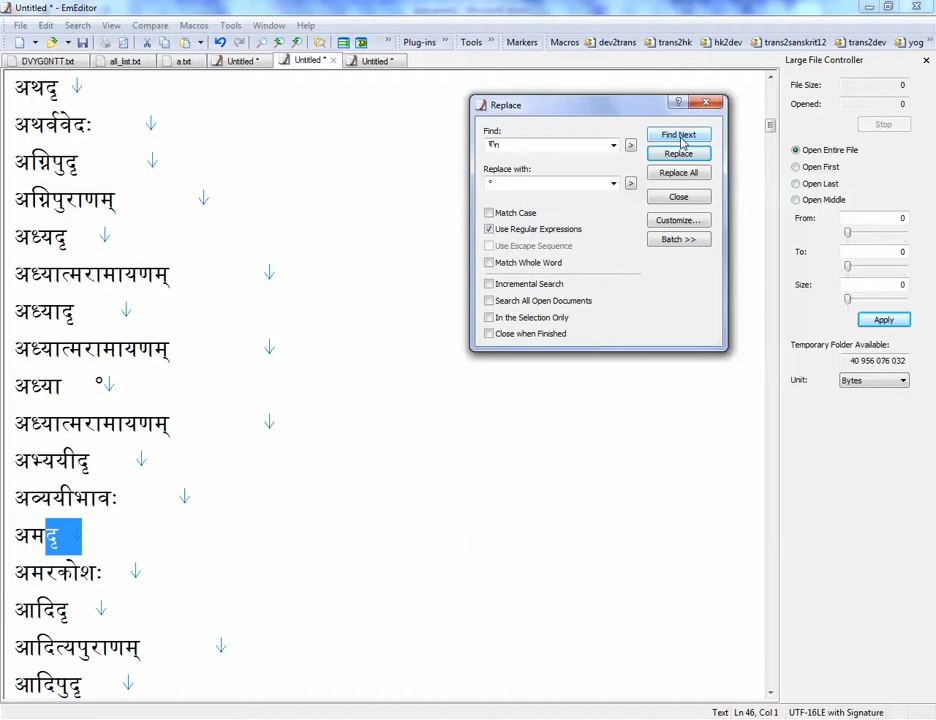 Untitled * - EmEditor
File Edit Search View Compare Macros Tools Window Help
Plug-ins » Tools » Markers Macros dev2trans trans2hk hk2dev trans2sanskrit12 trans2dev yog
DVYG0NTT.txt all_list.txt a.txt Untitled * Untitled * Untitled *
अथदृ
अथर्ववेदः
अग्निपुदृ
अग्निपुराणम्
अध्यदृ
अध्यात्मरामायणम्
अध्यादृ
अध्यात्मरामायणम्
अध्या °
अध्यात्मरामायणम्
अभ्ययीदृ
अव्ययीभावः
अमदृ
अमरकोशः
आदिदृ
आदित्यपुराणम्
आदिपुदृ
Replace
Find:
Replace with:
°
Match Case
Use Regular Expressions
Use Escape Sequence
Match Whole Word
Incremental Search
Search All Open Documents
In the Selection Only
Close when Finished
Find Next
Replace
Replace All
Close
Customize...
Batch >>
Large File Controller
File Size: 0
Opened: 0
Stop
Open Entire File
Open First
Open Last
Open Middle
From: 0
To: 0
Size: 0
Apply
Temporary Folder Available:
40 956 076 032
Unit: Bytes
Text Ln 46, Col 1 UTF-16LE with Signature